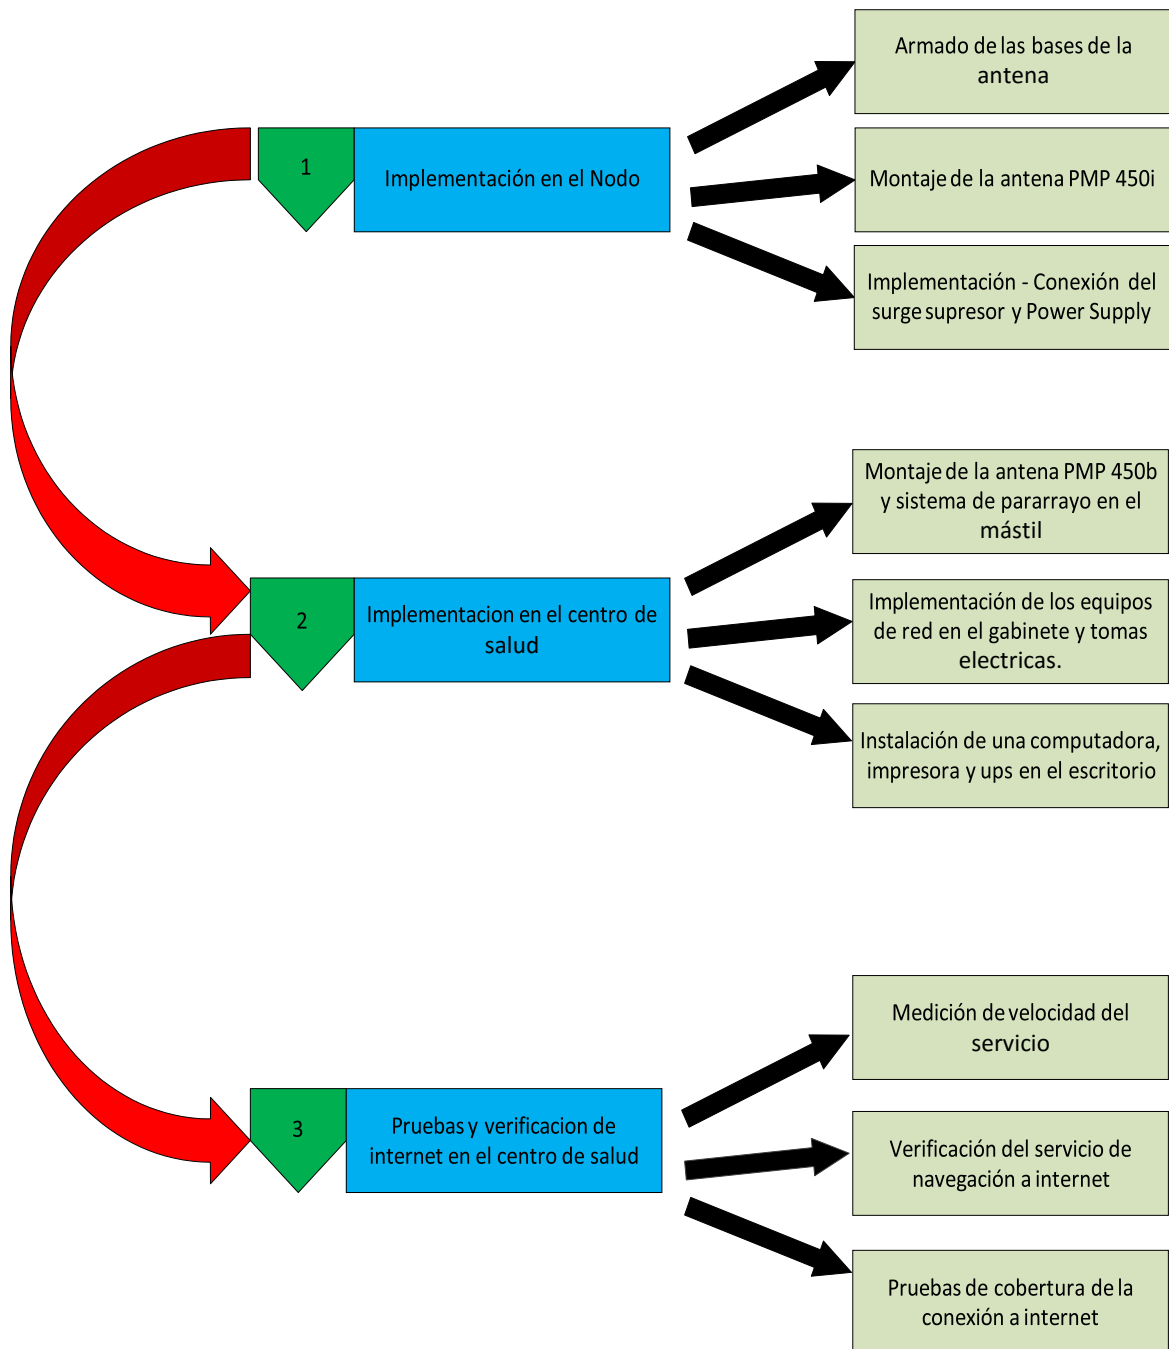 Armado de las bases de la
antena
1
Implementación en el Nodo
Montaje de la antena PMP 450i
Implementación - Conexión del
surge supresor y Power Supply
Montaje de la antena PMP 450b
y sistema de pararrayo en el
mástil
2
Implementacion en el centro de
salud
Implementación de los equipos
de red en el gabinete y tomas
electricas.
Instalación de una computadora,
impresora y ups en el escritorio
Medición de velocidad del
servicio
3
Pruebas y verificacion de
internet en el centro de salud
Verificación del servicio de
navegación a internet
Pruebas de cobertura de la
conexión a internet